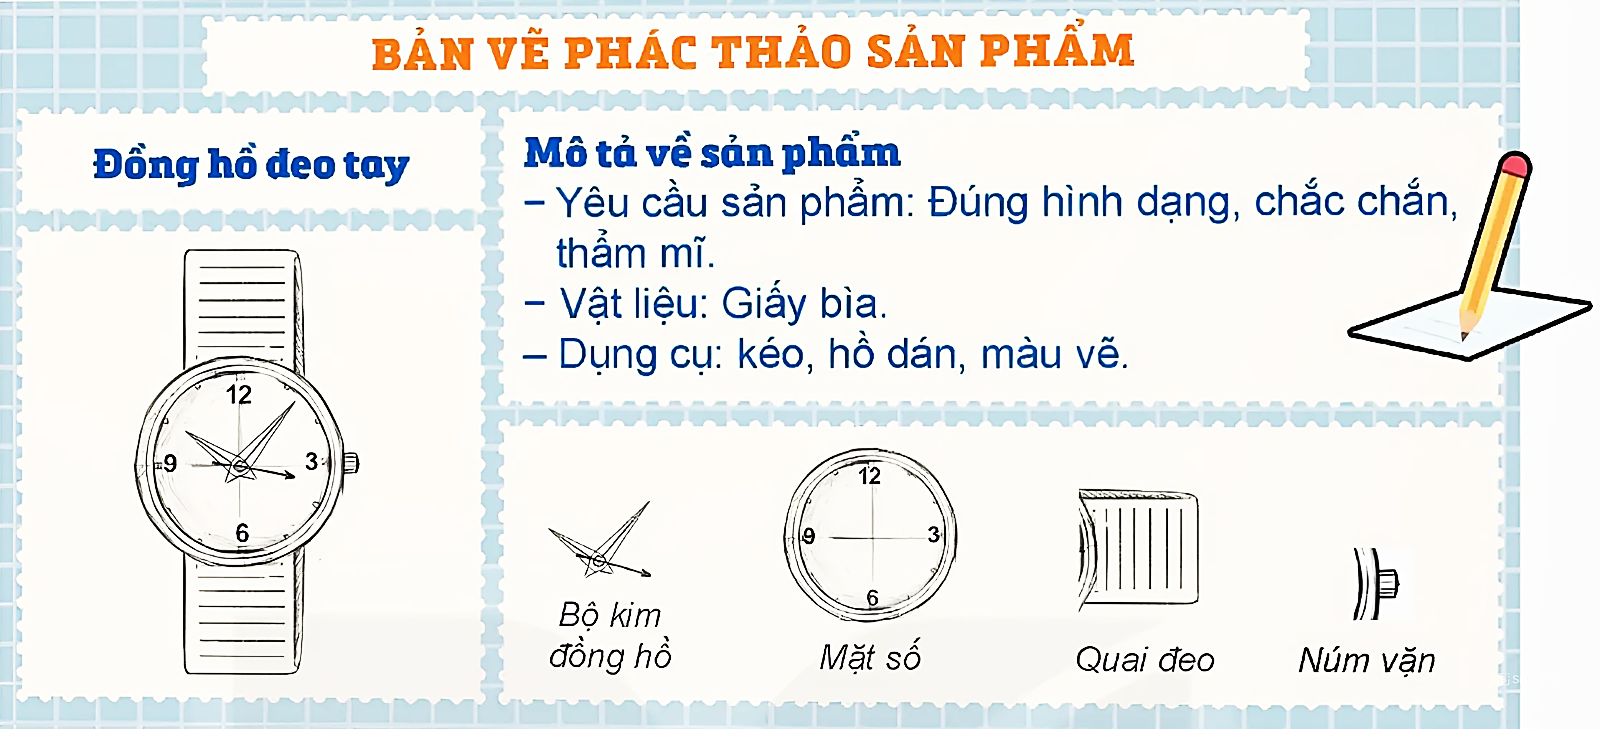 BẢN VẼ PHÁC THẢO SẢN PHẨM
Đồng hồ đeo tay
12
9
3
6
Mô tả về sản phẩm
– Yêu cầu sản phẩm: Đúng hình dạng, chắc chắn,
thẩm mĩ.
– Vật liệu: Giấy bìa.
– Dụng cụ: kéo, hồ dán, màu vẽ.
12
9
3
6
Bộ kim
đồng hồ
Mặt số
Quai đeo
Núm vặn